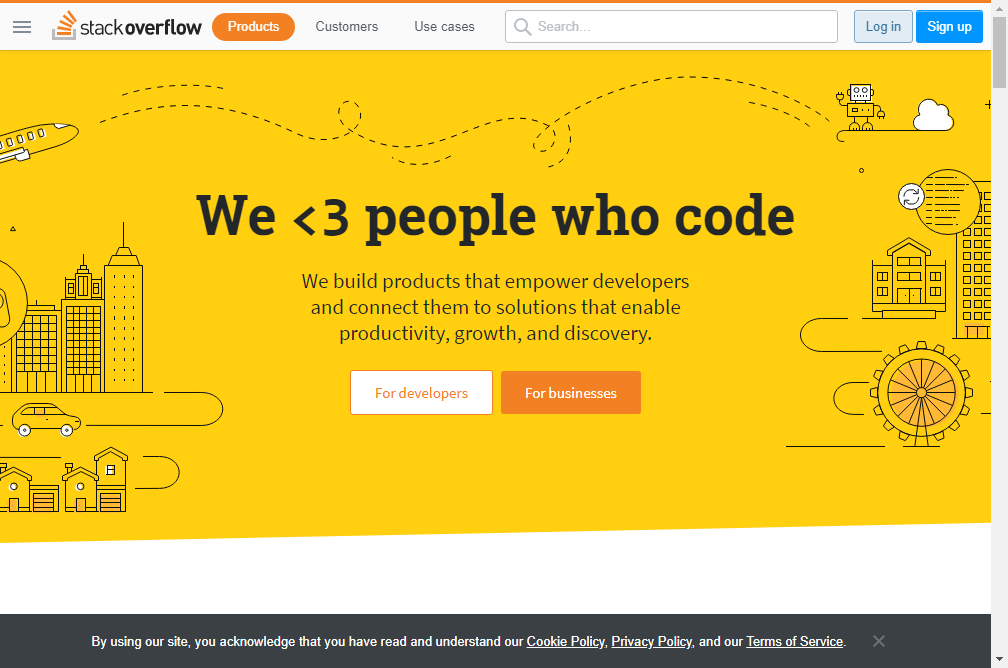 stackoverflow Products Customers Use cases Search... Log in Sign up
We <3 people who code
We build products that empower developers
and connect them to solutions that enable
productivity, growth, and discovery.
For developers For businesses
By using our site, you acknowledge that you have read and understand our Cookie Policy, Privacy Policy, and our Terms of Service.